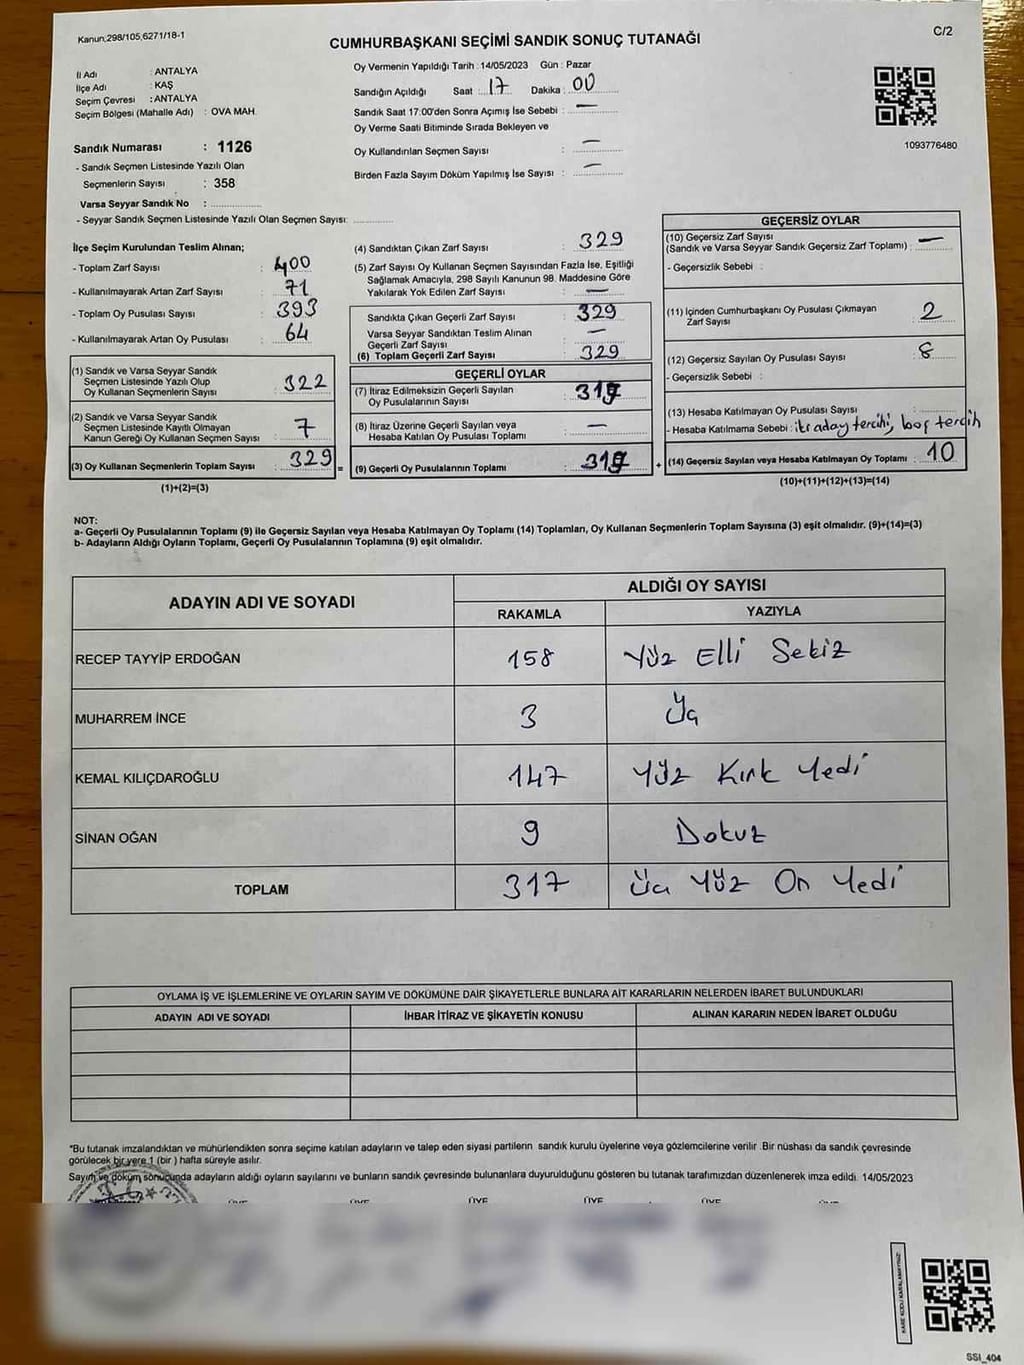 Kanun,298/105,6271/18-1
C/2
CUMHURBAŞKANI SEÇİMİ SANDIK SONUÇ TUTANAĞI
İl Adı : ANTALYA
İlçe Adı : KAŞ
Seçim Çevresi : ANTALYA
Seçim Bölgesi (Mahalle Adı) : OVA MAH.
Oy Vermenin Yapıldığı Tarih : 14/05/2023 Gün : Pazar
Sandığın Açıldığı Saat : 17 Dakika : 00
Sandık Saat 17:00'den Sonra Açılmış İse Sebebi : —
Oy Verme Saati Bitiminde Sırada Bekleyen ve
Oy Kullandırılan Seçmen Sayısı : —
Birden Fazla Sayım Döküm Yapılmış İse Sayısı : —
1093776480
Sandık Numarası : 1126
- Sandık Seçmen Listesinde Yazılı Olan
Seçmenlerin Sayısı : 358
Varsa Seyyar Sandık No :
- Seyyar Sandık Seçmen Listesinde Yazılı Olan Seçmen Sayısı:
İlçe Seçim Kurulundan Teslim Alınan;
- Toplam Zarf Sayısı : 400
- Kullanılmayarak Artan Zarf Sayısı : 71
- Toplam Oy Pusulası Sayısı : 393
- Kullanılmayarak Artan Oy Pusulası : 64
(1) Sandık ve Varsa Seyyar Sandık
Seçmen Listesinde Yazılı Olup
Oy Kullanan Seçmenlerin Sayısı : 322
(2) Sandık ve Varsa Seyyar Sandık
Seçmen Listesinde Kayıtlı Olmayan
Kanun Gereği Oy Kullanan Seçmen Sayısı : 7
(3) Oy Kullanan Seçmenlerin Toplam Sayısı : 329 =
(1)+(2)=(3)
(4) Sandıktan Çıkan Zarf Sayısı : 329
(5) Zarf Sayısı Oy Kullanan Seçmen Sayısından Fazla İse, Eşitliği
Sağlamak Amacıyla, 298 Sayılı Kanunun 98. Maddesine Göre
Yakılarak Yok Edilen Zarf Sayısı : —
Sandıkta Çıkan Geçerli Zarf Sayısı : 329
Varsa Seyyar Sandıktan Teslim Alınan
Geçerli Zarf Sayısı : —
(6) Toplam Geçerli Zarf Sayısı : 329
GEÇERLİ OYLAR
(7) İtiraz Edilmeksizin Geçerli Sayılan
Oy Pusulalarının Sayısı :
(8) İtiraz Üzerine Geçerli Sayılan veya
Hesaba Katılan Oy Pusulası Toplamı : —
(9) Geçerli Oy Pusulalarının Toplamı : +
GEÇERSİZ OYLAR
(10) Geçersiz Zarf Sayısı
(Sandık ve Varsa Seyyar Sandık Geçersiz Zarf Toplamı) : —
- Geçersizlik Sebebi :
(11) İçinden Cumhurbaşkanı Oy Pusulası Çıkmayan
Zarf Sayısı : 2
(12) Geçersiz Sayılan Oy Pusulası Sayısı : 8
- Geçersizlik Sebebi :
(13) Hesaba Katılmayan Oy Pusulası Sayısı :
- Hesaba Katılmama Sebebi : iki aday tercihi, boş tercih
(14) Geçersiz Sayılan veya Hesaba Katılmayan Oy Toplamı : 10
(10)+(11)+(12)+(13)=(14)
NOT:
a- Geçerli Oy Pusulalarının Toplamı (9) ile Geçersiz Sayılan veya Hesaba Katılmayan Oy Toplamı (14) Toplamları, Oy Kullanan Seçmenlerin Toplam Sayısına (3) eşit olmalıdır. (9)+(14)=(3)
b- Adayların Aldığı Oyların Toplamı, Geçerli Oy Pusulalarının Toplamına (9) eşit olmalıdır.
ADAYIN ADI VE SOYADI
ALDIĞI OY SAYISI
RAKAMLA YAZIYLA
RECEP TAYYİP ERDOĞAN 158 Yüz Elli Sekiz
MUHARREM İNCE 3 Üç
KEMAL KILIÇDAROĞLU 147 Yüz Kırk Yedi
SİNAN OĞAN 9 Dokuz
TOPLAM 317 Üç Yüz On Yedi
OYLAMA İŞ VE İŞLEMLERİNE VE OYLARIN SAYIM VE DÖKÜMÜNE DAİR ŞİKAYETLERLE BUNLARA AİT KARARLARIN NELERDEN İBARET BULUNDUKLARI
ADAYIN ADI VE SOYADI İHBAR İTİRAZ VE ŞİKAYETİN KONUSU ALINAN KARARIN NEDEN İBARET OLDUĞU
*Bu tutanak imzalandıktan ve mühürlendikten sonra seçime katılan adayların ve talep eden siyasi partilerin sandık kurulu üyelerine veya gözlemcilerine verilir. Bir nüshası da sandık çevresinde
görülecek bir yere 1 (bir ) hafta süreyle asılır.
Sayım ve döküm sonucunda adayların aldığı oyların sayılarını ve bunların sandık çevresinde bulunanlara duyurulduğunu gösteren bu tutanak tarafımızdan düzenlenerek imza edildi. 14/05/2023
ÜYE ÜYE ÜYE ÜYE ÜYE
KARE KODU KARALAMAYINIZ!
SSI_404